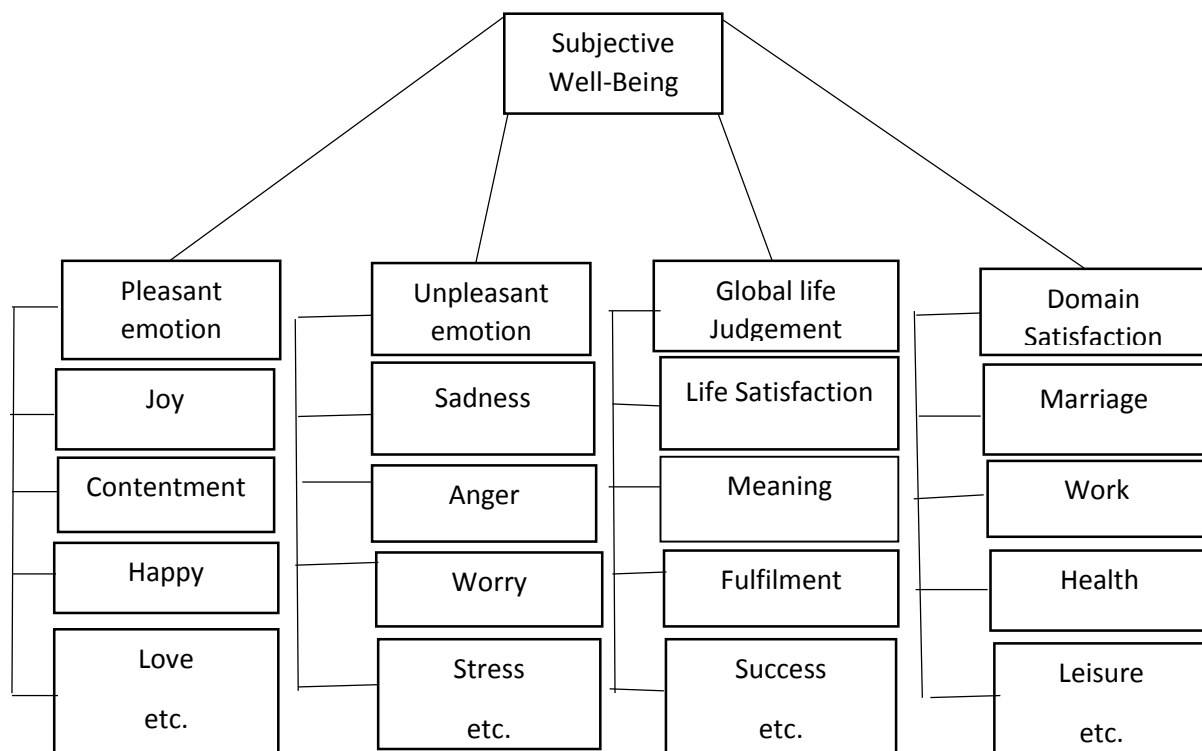 Subjective
Well-Being
Pleasant
emotion
Unpleasant
emotion
Global life
Judgement
Domain
Satisfaction
Joy
Sadness
Life Satisfaction
Marriage
Contentment
Anger
Meaning
Work
Happy
Worry
Fulfilment
Health
Love
etc.
Stress
etc.
Success
etc.
Leisure
etc.